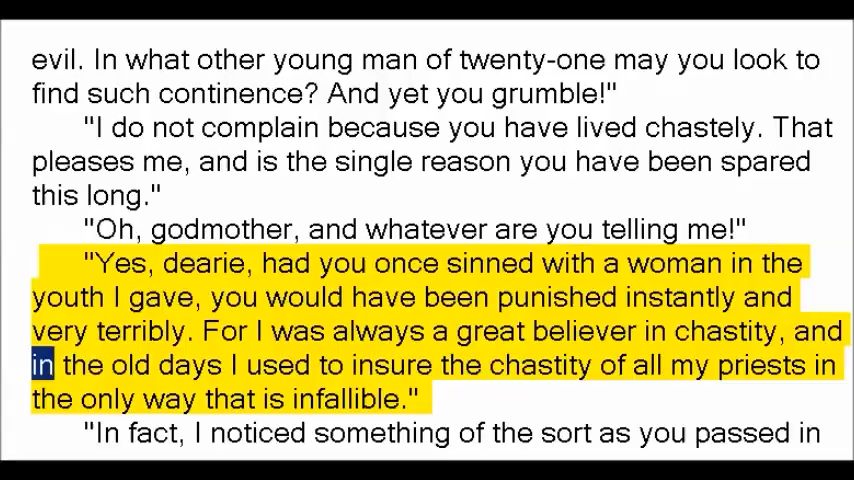 evil. In what other young man of twenty-one may you look to
find such continence? And yet you grumble!"
"I do not complain because you have lived chastely. That
pleases me, and is the single reason you have been spared
this long."
"Oh, godmother, and whatever are you telling me!"
"Yes, dearie, had you once sinned with a woman in the
youth I gave, you would have been punished instantly and
very terribly. For I was always a great believer in chastity, and
in the old days I used to insure the chastity of all my priests in
the only way that is infallible."
"In fact, I noticed something of the sort as you passed in